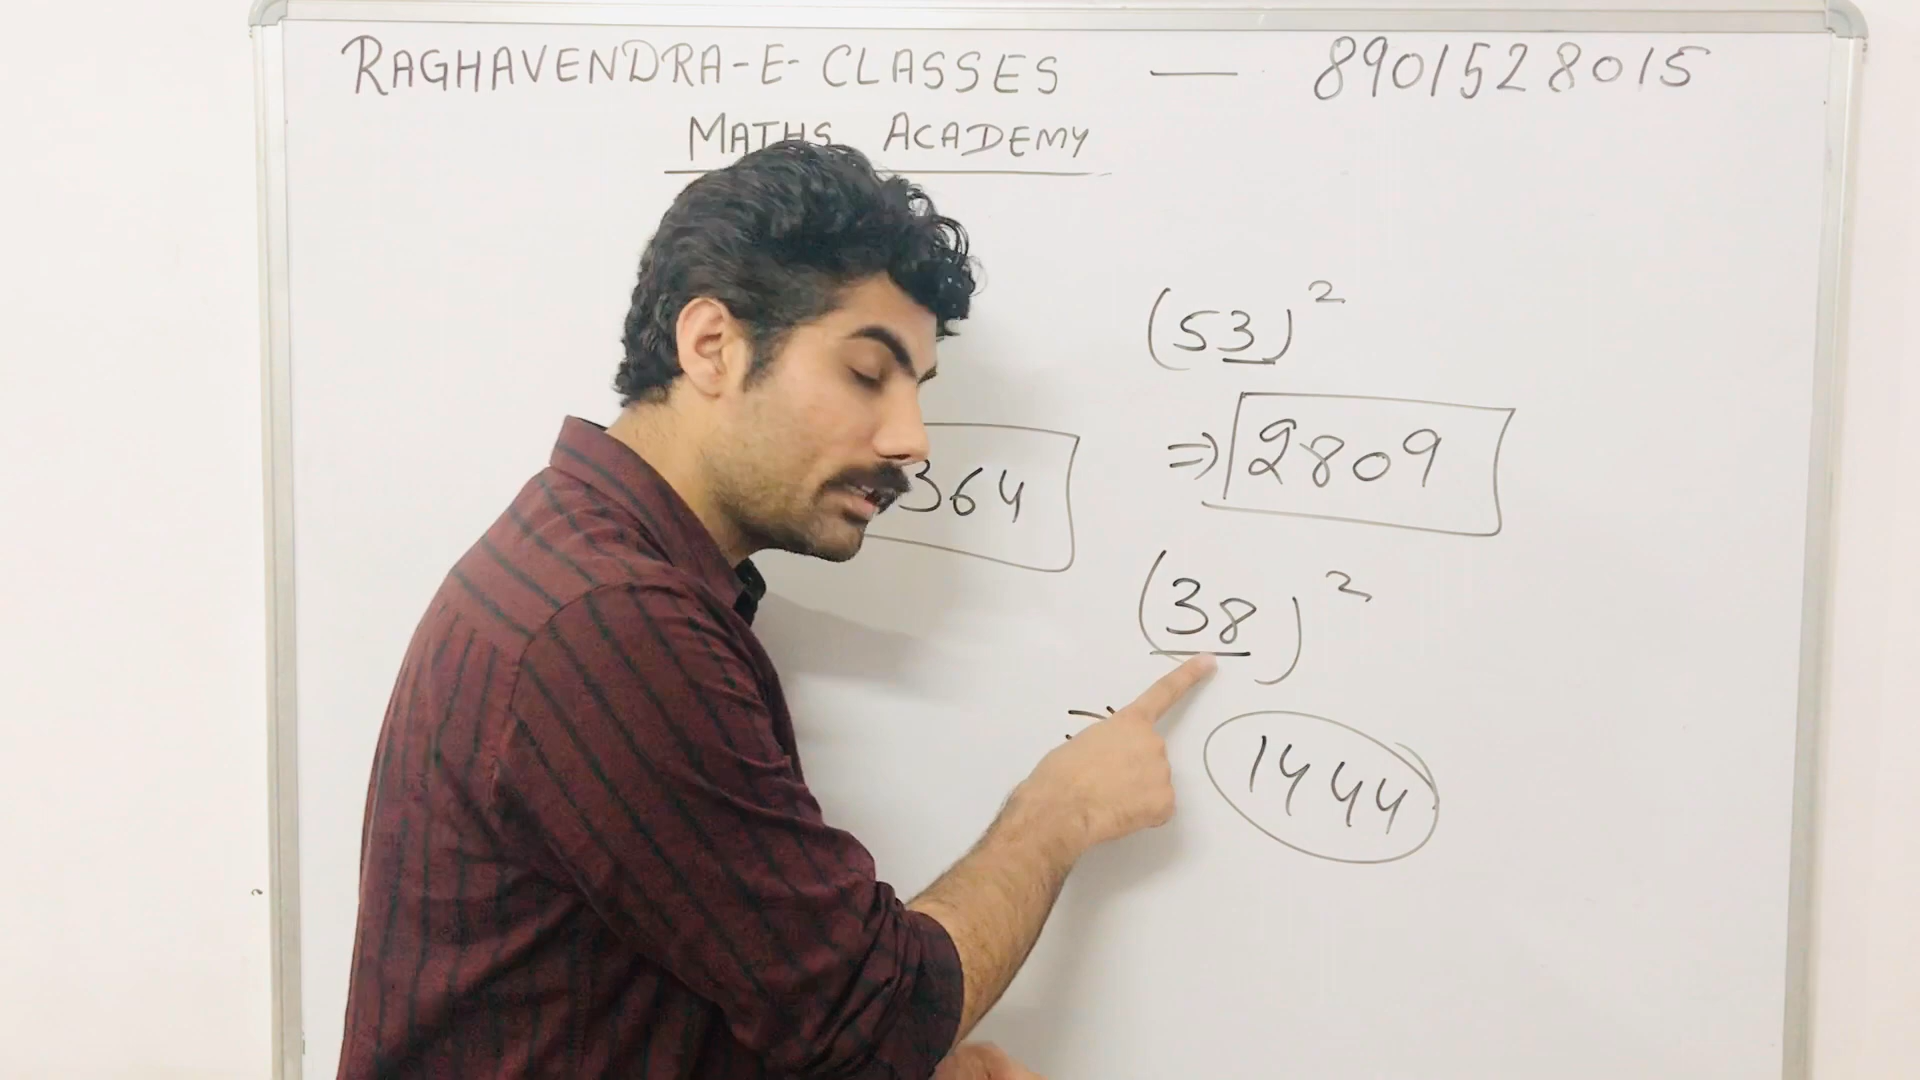 RAGHAVENDRA-E-CLASSES — 8901528015
MATHS ACADEMY
(53)²
⇒ 2809
364
(38)²
1444